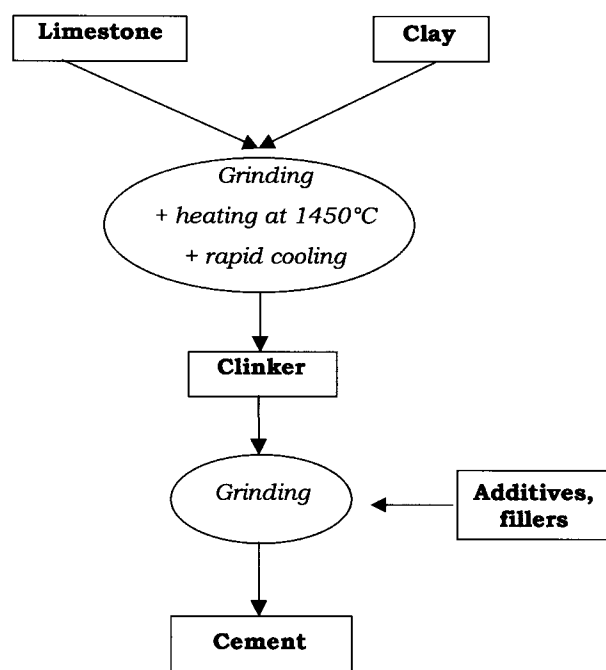 Limestone
Clay
Grinding
+ heating at 1450°C
+ rapid cooling
Clinker
Grinding
Additives,
fillers
Cement